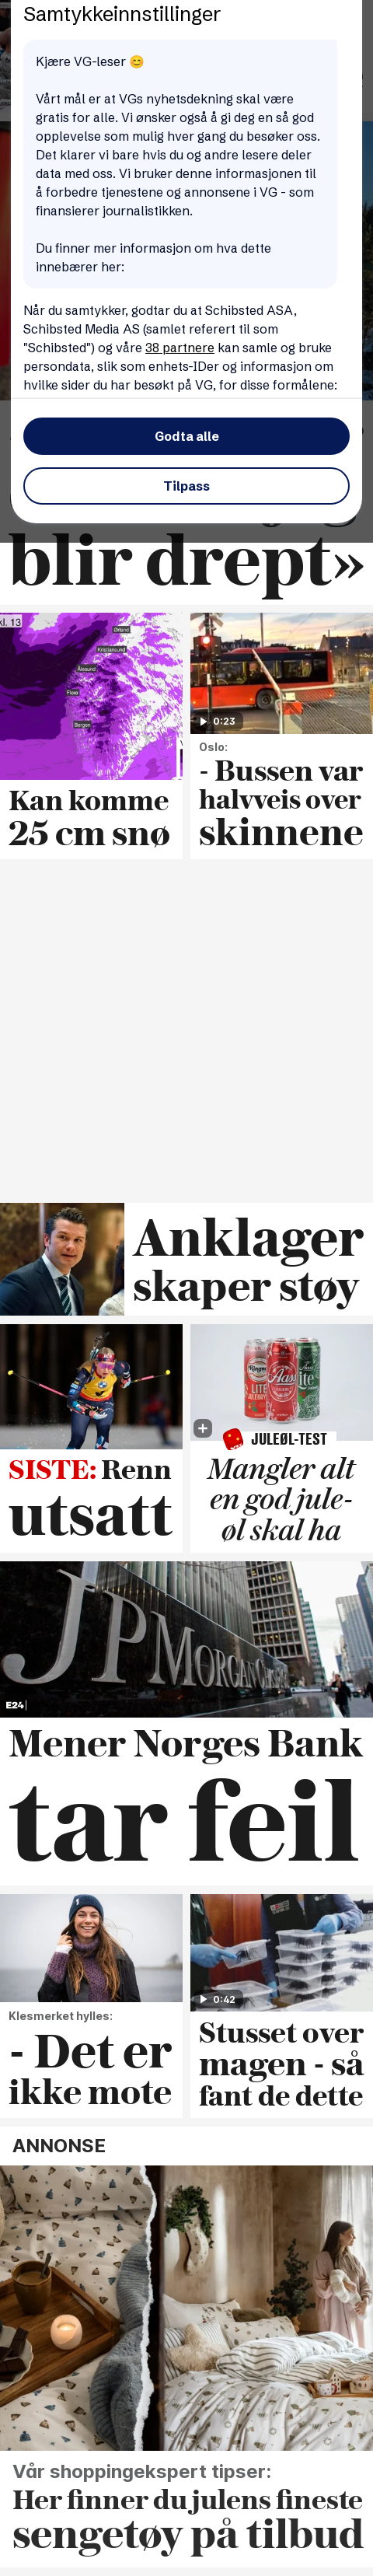 Samtykkeinnstillinger
Kjære VG-leser 😊
Vårt mål er at VGs nyhetsdekning skal være
gratis for alle. Vi ønsker også å gi deg en så god
opplevelse som mulig hver gang du besøker oss.
Det klarer vi bare hvis du og andre lesere deler
data med oss. Vi bruker denne informasjonen til
å forbedre tjenestene og annonsene i VG - som
finansierer journalistikken.
Du finner mer informasjon om hva dette
innebærer her:
Når du samtykker, godtar du at Schibsted ASA,
Schibsted Media AS (samlet referert til som
"Schibsted") og våre 38 partnere kan samle og bruke
persondata, slik som enhets-IDer og informasjon om
hvilke sider du har besøkt på VG, for disse formålene:
Godta alle
Tilpass
blir drept»
kl. 13
Ørland
Kristiansund
Ålesund
Florø
Bergen
Kan komme
25 cm snø
0:23
Oslo:
- Bussen var
halvveis over
skinnene
Anklager
skaper støy
SISTE: Renn
utsatt
JULEØL-TEST
Mangler alt
en god jule-
øl skal ha
JPMORGAN CHASE
E24
Mener Norges Bank
tar feil
Klesmerket hylles:
- Det er
ikke mote
0:42
Stusset over
magen - så
fant de dette
ANNONSE
Vår shoppingekspert tipser:
Her finner du julens fineste
sengetøy på tilbud